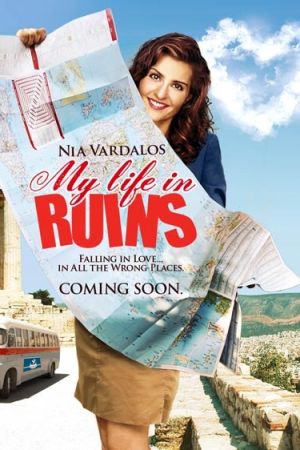 NIA VARDALOS
My life in
RUINS
FALLING IN LOVE...
IN ALL THE WRONG PLACES.
COMING SOON.